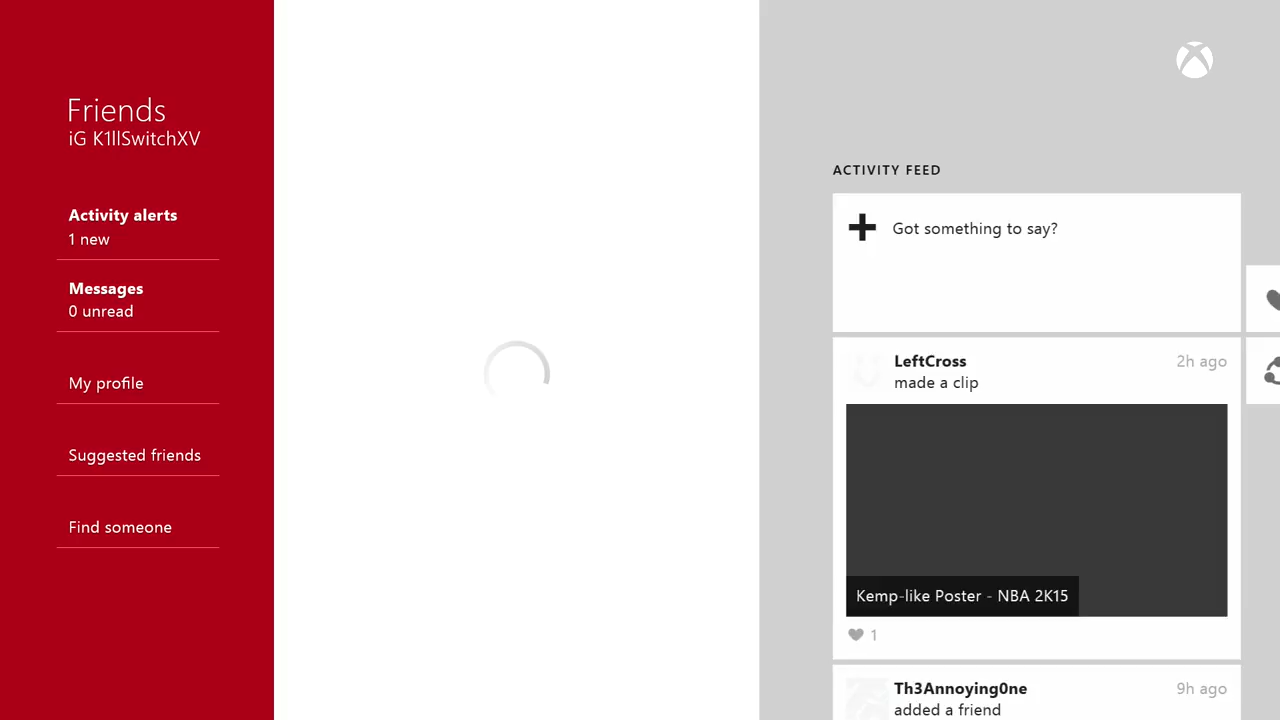 Friends
iG K1llSwitchXV
Activity alerts
1 new
Messages
0 unread
My profile
Suggested friends
Find someone
ACTIVITY FEED
Got something to say?
LeftCross
2h ago
made a clip
Kemp-like Poster - NBA 2K15
1
Th3Annoying0ne
9h ago
added a friend